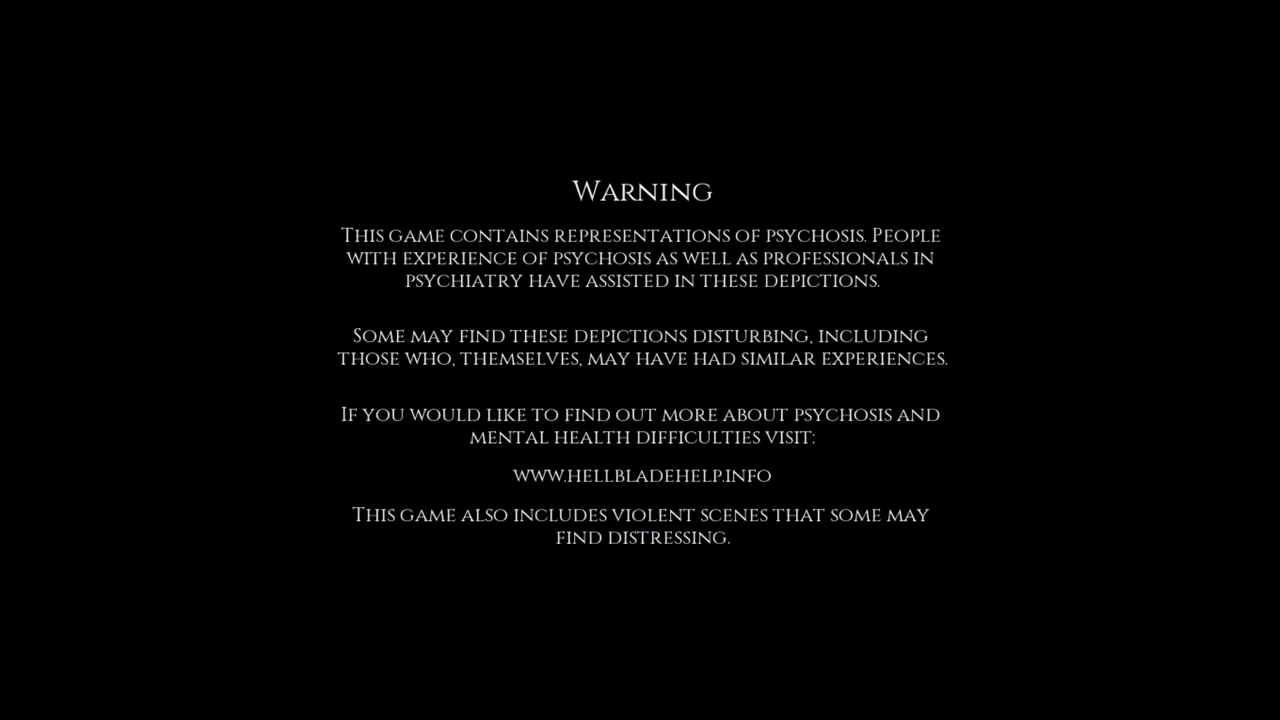 Warning
This game contains representations of psychosis. People
with experience of psychosis as well as professionals in
psychiatry have assisted in these depictions.
Some may find these depictions disturbing, including
those who, themselves, may have had similar experiences.
If you would like to find out more about psychosis and
mental health difficulties visit:
www.hellbladehelp.info
This game also includes violent scenes that some may
find distressing.